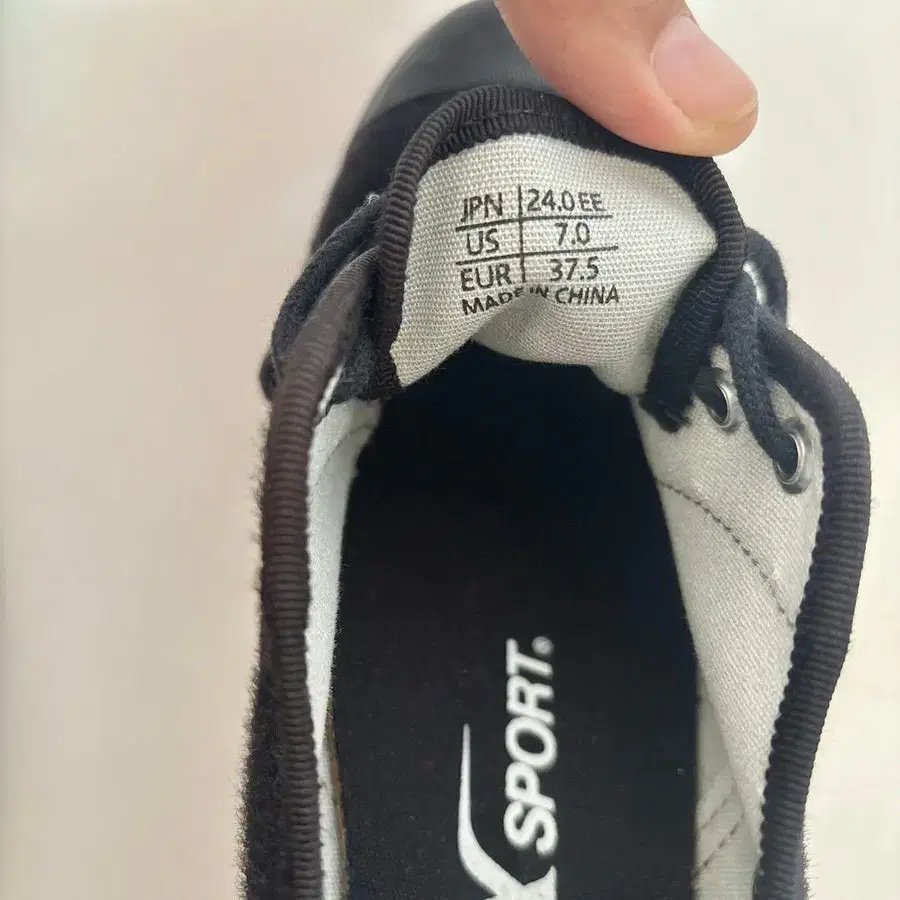 JPN 24.0 EE
US 7.0
EUR 37.5
MADE IN CHINA
SPORT®